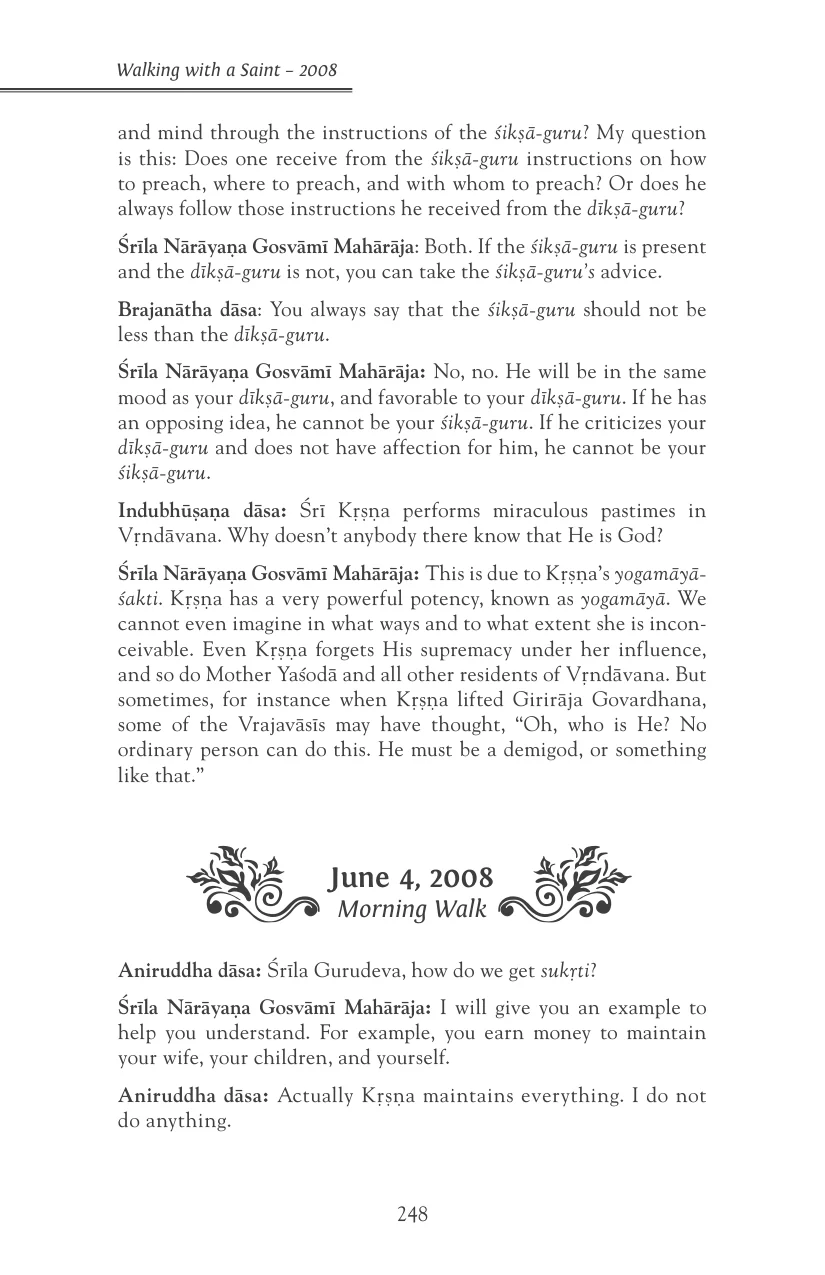 Walking with a Saint – 2008
and mind through the instructions of the śikṣā-guru? My question
is this: Does one receive from the śikṣā-guru instructions on how
to preach, where to preach, and with whom to preach? Or does he
always follow those instructions he received from the dīkṣā-guru?
Śrīla Nārāyaṇa Gosvāmī Mahārāja: Both. If the śikṣā-guru is present
and the dīkṣā-guru is not, you can take the śikṣā-guru’s advice.
Brajanātha dāsa: You always say that the śikṣā-guru should not be
less than the dīkṣā-guru.
Śrīla Nārāyaṇa Gosvāmī Mahārāja: No, no. He will be in the same
mood as your dīkṣā-guru, and favorable to your dīkṣā-guru. If he has
an opposing idea, he cannot be your śikṣā-guru. If he criticizes your
dīkṣā-guru and does not have affection for him, he cannot be your
śikṣā-guru.
Indubhūṣaṇa dāsa: Śrī Kṛṣṇa performs miraculous pastimes in
Vṛndāvana. Why doesn’t anybody there know that He is God?
Śrīla Nārāyaṇa Gosvāmī Mahārāja: This is due to Kṛṣṇa’s yogamāyā-
śakti. Kṛṣṇa has a very powerful potency, known as yogamāyā. We
cannot even imagine in what ways and to what extent she is incon-
ceivable. Even Kṛṣṇa forgets His supremacy under her influence,
and so do Mother Yaśodā and all other residents of Vṛndāvana. But
sometimes, for instance when Kṛṣṇa lifted Girirāja Govardhana,
some of the Vrajavāsīs may have thought, “Oh, who is He? No
ordinary person can do this. He must be a demigod, or something
like that.”
June 4, 2008
Morning Walk
Aniruddha dāsa: Śrīla Gurudeva, how do we get sukṛti?
Śrīla Nārāyaṇa Gosvāmī Mahārāja: I will give you an example to
help you understand. For example, you earn money to maintain
your wife, your children, and yourself.
Aniruddha dāsa: Actually Kṛṣṇa maintains everything. I do not
do anything.
248